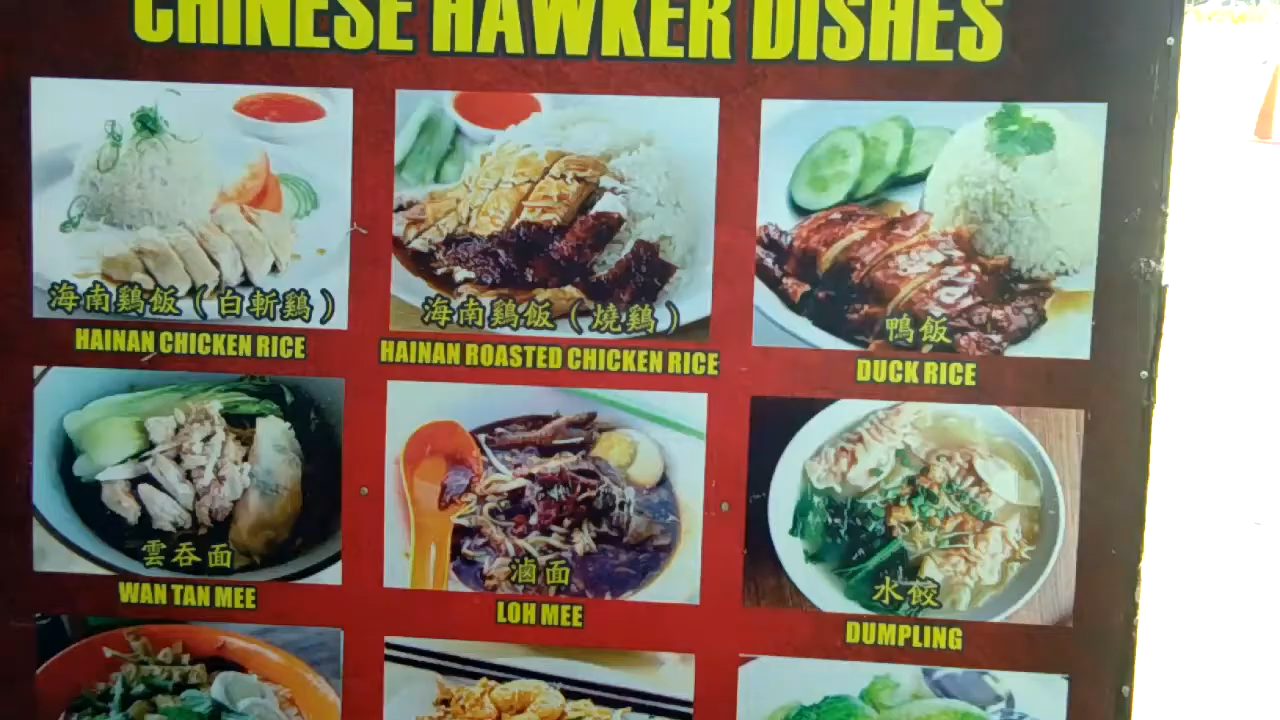 CHINESE HAWKER DISHES
海南鷄飯（白斬鷄）
HAINAN CHICKEN RICE
海南鷄飯（燒鷄）
HAINAN ROASTED CHICKEN RICE
鴨飯
DUCK RICE
雲吞面
WAN TAN MEE
滷面
LOH MEE
水餃
DUMPLING